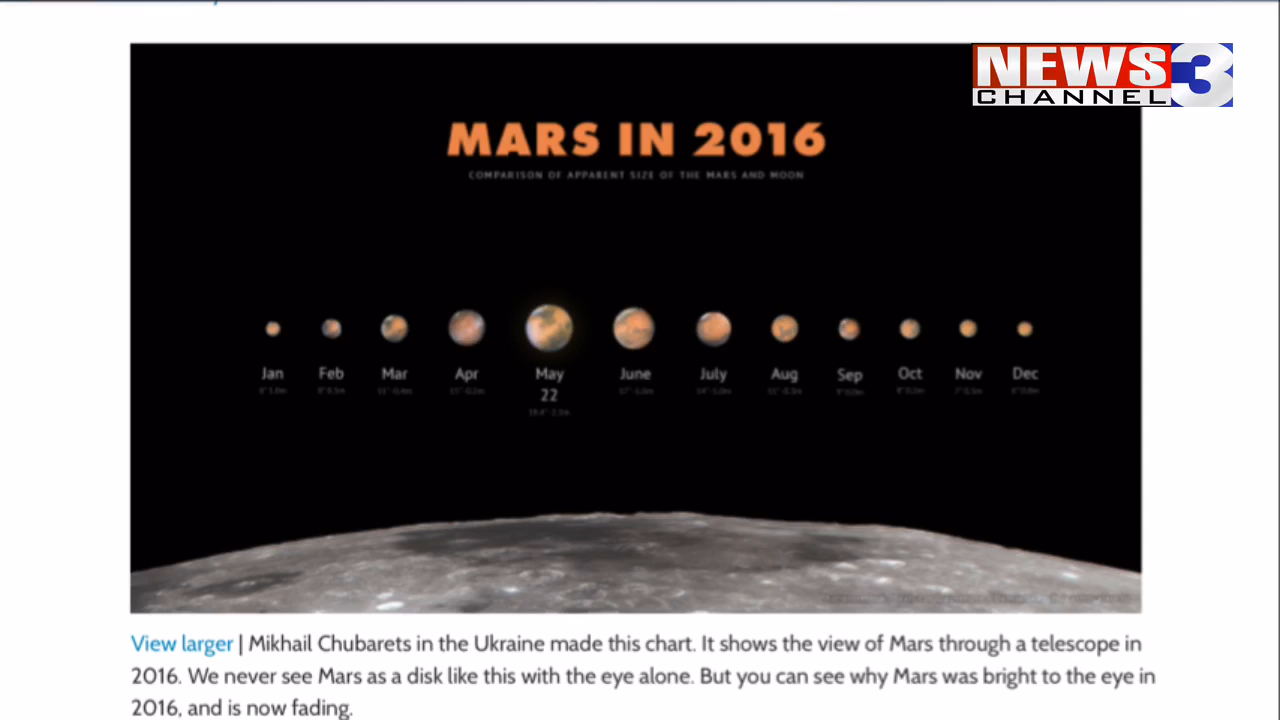 NEWS 3
CHANNEL
MARS IN 2016
COMPARISON OF APPARENT SIZE OF THE MARS AND MOON
Jan Feb Mar Apr May June July Aug Sep Oct Nov Dec
22
View larger | Mikhail Chubarets in the Ukraine made this chart. It shows the view of Mars through a telescope in
2016. We never see Mars as a disk like this with the eye alone. But you can see why Mars was bright to the eye in
2016, and is now fading.